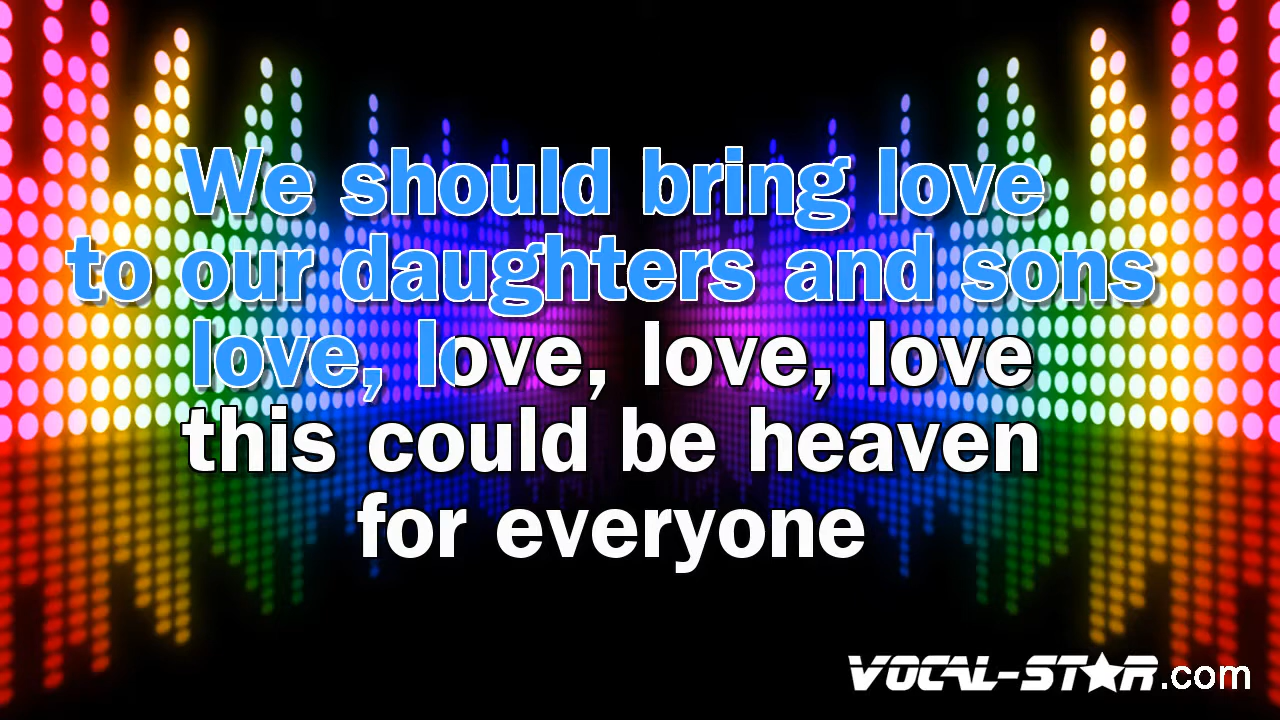 We should bring love
to our daughters and sons
love, love, love, love
this could be heaven
for everyone
VOCAL-STAR.com